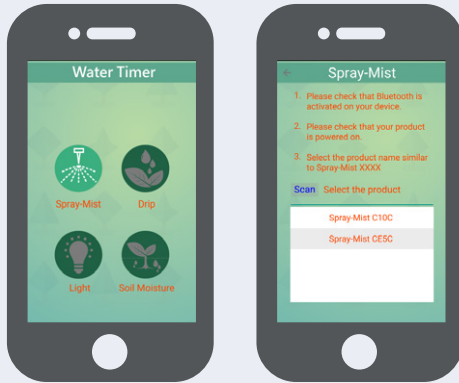 Water Timer
Spray-Mist
Drip
Light
Soil Moisture
Spray-Mist
1. Please check that Bluetooth is
activated on your device.
2. Please check that your product
is powered on.
3. Select the product name similar
to Spray-Mist XXXX
Scan Select the product
Spray-Mist C10C
Spray-Mist CE5C